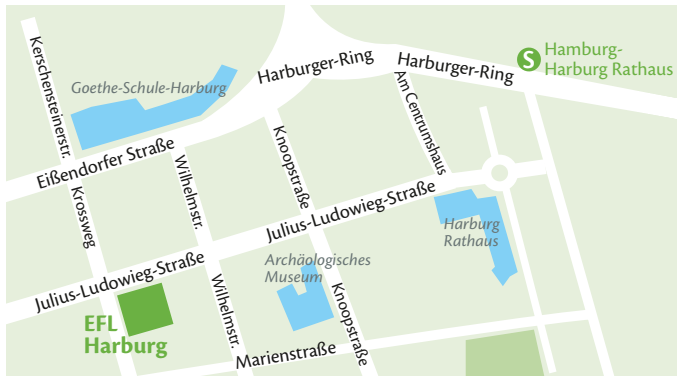 Kerschensteinerstr.
Goethe-Schule-Harburg
Harburger-Ring
Harburger-Ring
S
Hamburg-
Harburg Rathaus
Am Centrumshaus
Eißendorfer Straße
Wilhelmstr.
Knoopstraße
Krossweg
Julius-Ludowieg-Straße
Harburg
Rathaus
Julius-Ludowieg-Straße
Archäologisches
Museum
Wilhelmstr.
Knoopstraße
EFL
Harburg
Marienstraße